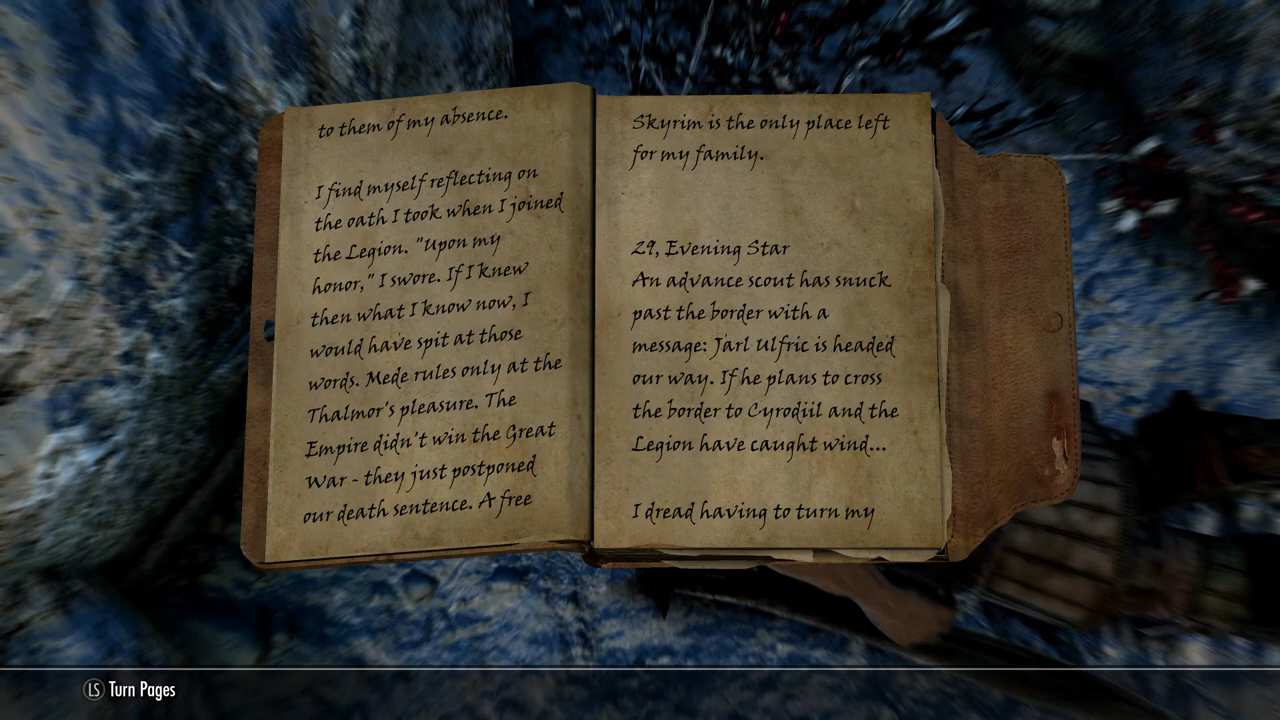 to them of my absence.
I find myself reflecting on
the oath I took when I joined
the Legion. "Upon my
honor," I swore. If I knew
then what I know now, I
would have spit at those
words. Mede rules only at the
Thalmor's pleasure. The
Empire didn't win the Great
War - they just postponed
our death sentence. A free
Skyrim is the only place left
for my family.
29, Evening Star
An advance scout has snuck
past the border with a
message: Jarl Ulfric is headed
our way. If he plans to cross
the border to Cyrodiil and the
Legion have caught wind...
I dread having to turn my
LS Turn Pages